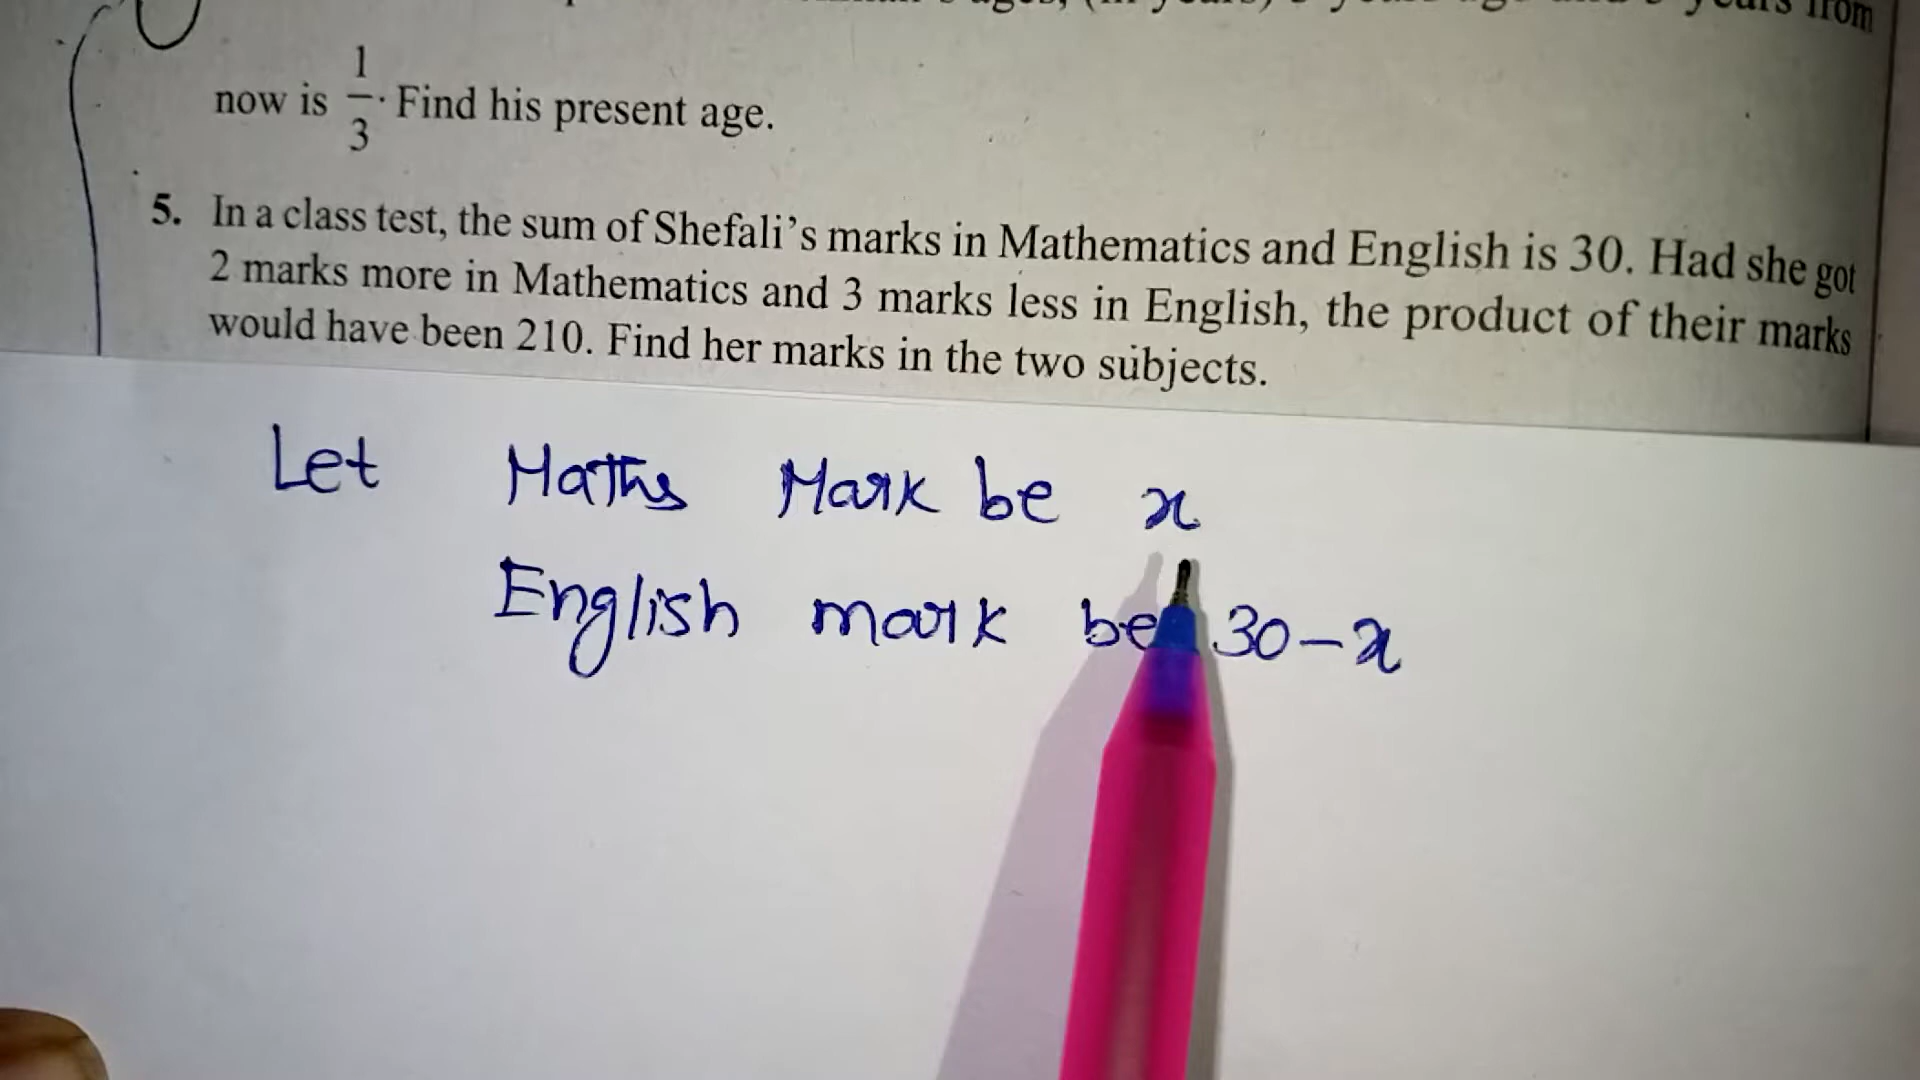 from
now is 1/3. Find his present age.
5. In a class test, the sum of Shefali's marks in Mathematics and English is 30. Had she got
2 marks more in Mathematics and 3 marks less in English, the product of their marks
would have been 210. Find her marks in the two subjects.
Let Maths Mark be x
English mark be 30-x